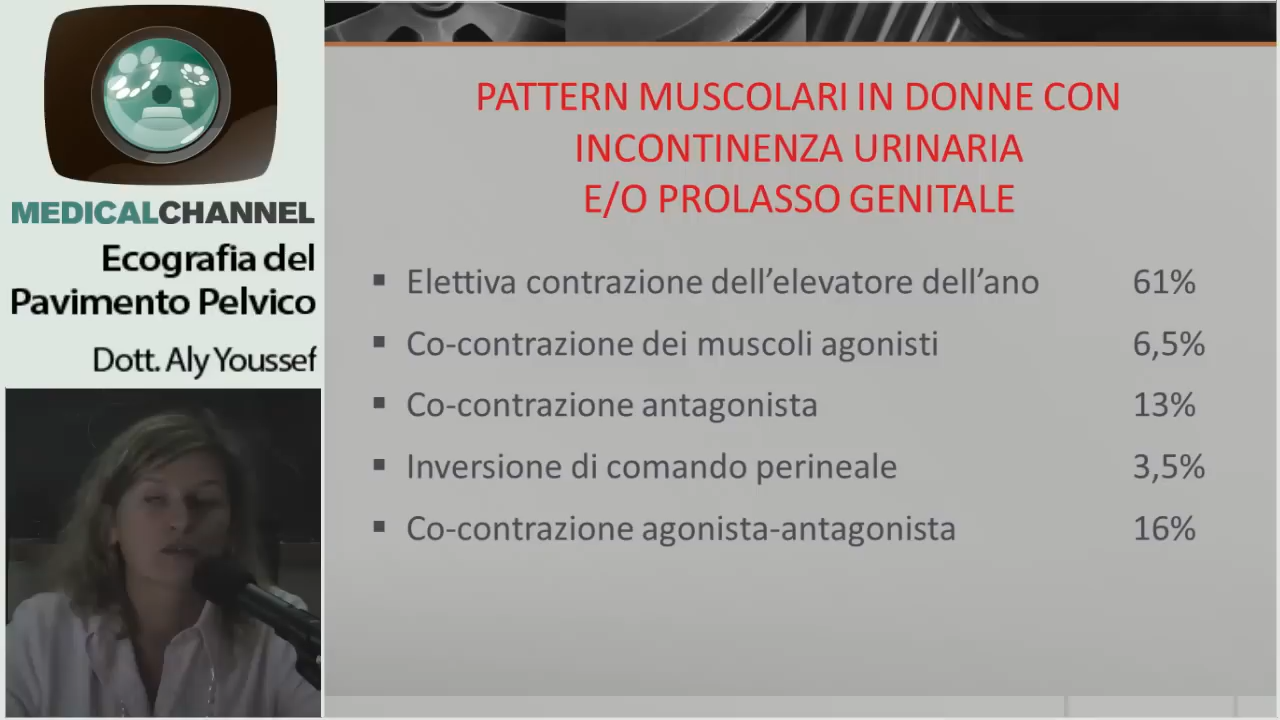 MEDICALCHANNEL
Ecografia del
Pavimento Pelvico
Dott. Aly Youssef
PATTERN MUSCOLARI IN DONNE CON
INCONTINENZA URINARIA
E/O PROLASSO GENITALE
▪ Elettiva contrazione dell’elevatore dell’ano 61%
▪ Co-contrazione dei muscoli agonisti 6,5%
▪ Co-contrazione antagonista 13%
▪ Inversione di comando perineale 3,5%
▪ Co-contrazione agonista-antagonista 16%